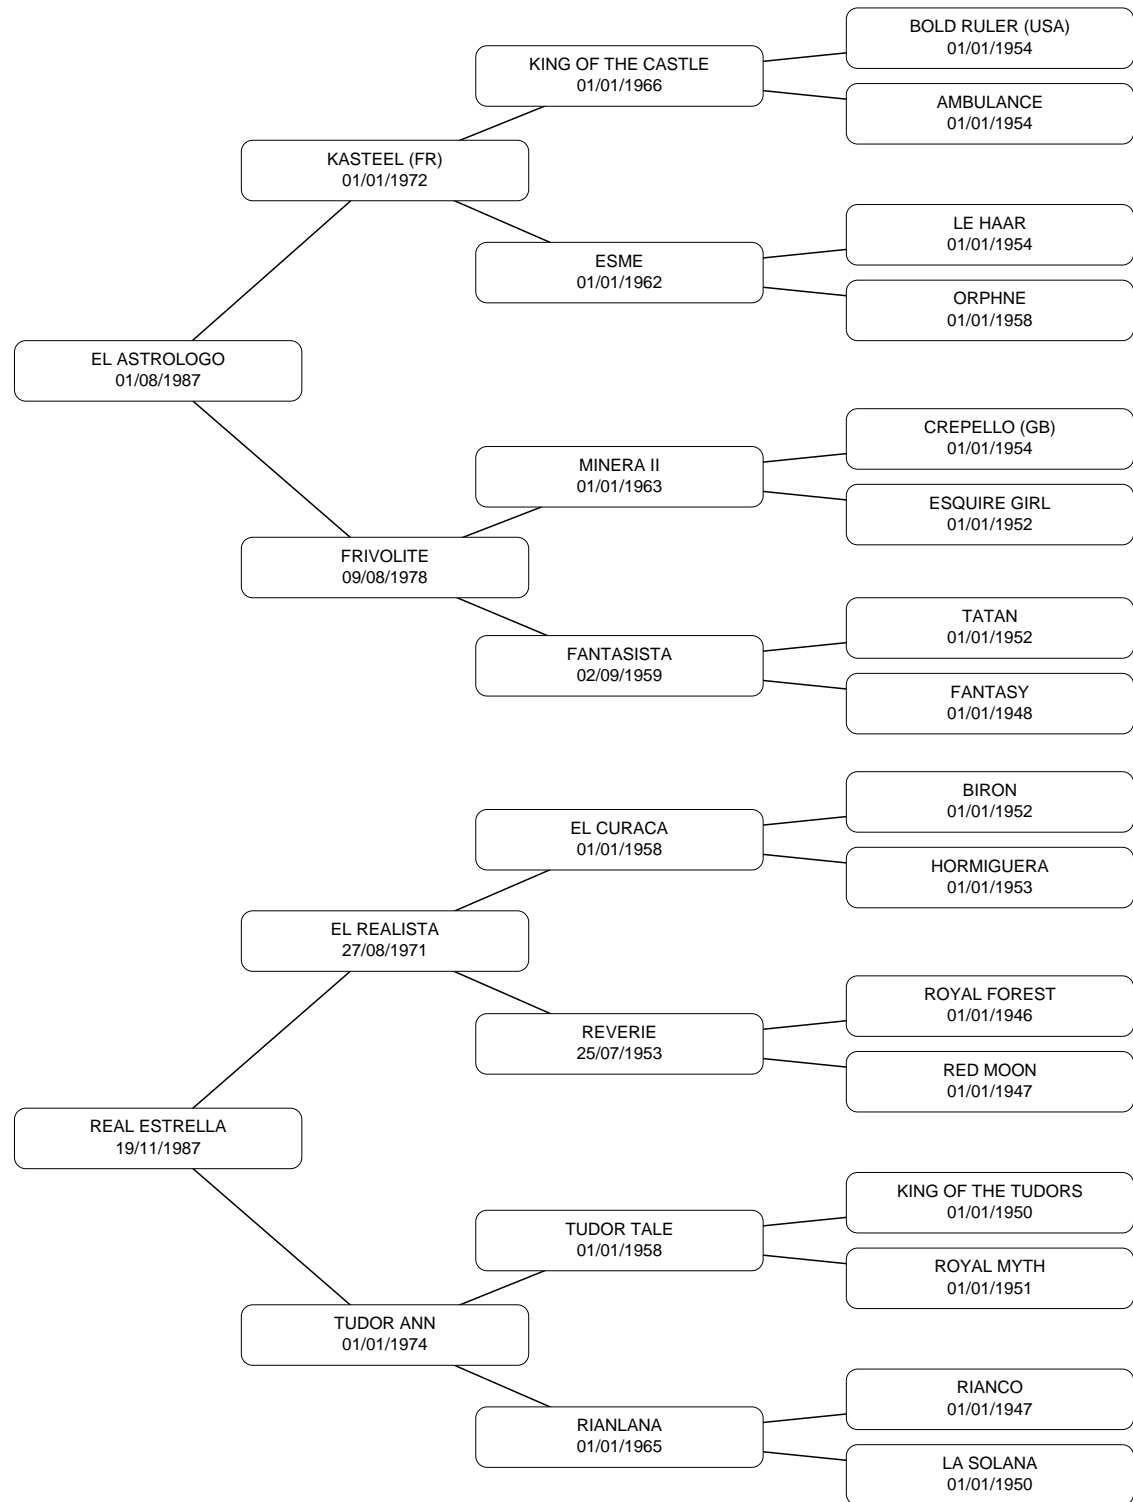 BOLD RULER (USA)
01/01/1954
KING OF THE CASTLE
01/01/1966
AMBULANCE
01/01/1954
KASTEEL (FR)
01/01/1972
LE HAAR
01/01/1954
ESME
01/01/1962
ORPHNE
01/01/1958
EL ASTROLOGO
01/08/1987
CREPELLO (GB)
01/01/1954
MINERA II
01/01/1963
ESQUIRE GIRL
01/01/1952
FRIVOLITE
09/08/1978
TATAN
01/01/1952
FANTASISTA
02/09/1959
FANTASY
01/01/1948
BIRON
01/01/1952
EL CURACA
01/01/1958
HORMIGUERA
01/01/1953
EL REALISTA
27/08/1971
ROYAL FOREST
01/01/1946
REVERIE
25/07/1953
RED MOON
01/01/1947
REAL ESTRELLA
19/11/1987
KING OF THE TUDORS
01/01/1950
TUDOR TALE
01/01/1958
ROYAL MYTH
01/01/1951
TUDOR ANN
01/01/1974
RIANCO
01/01/1947
RIANLANA
01/01/1965
LA SOLANA
01/01/1950